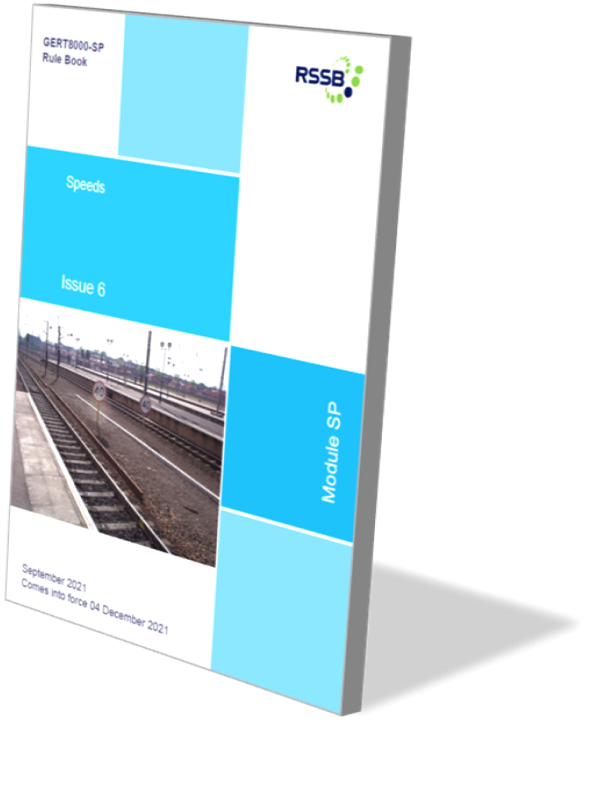 GERT8000-SP
Rule Book
RSSB
Speeds
Issue 6
Module SP
September 2021
Comes into force 04 December 2021